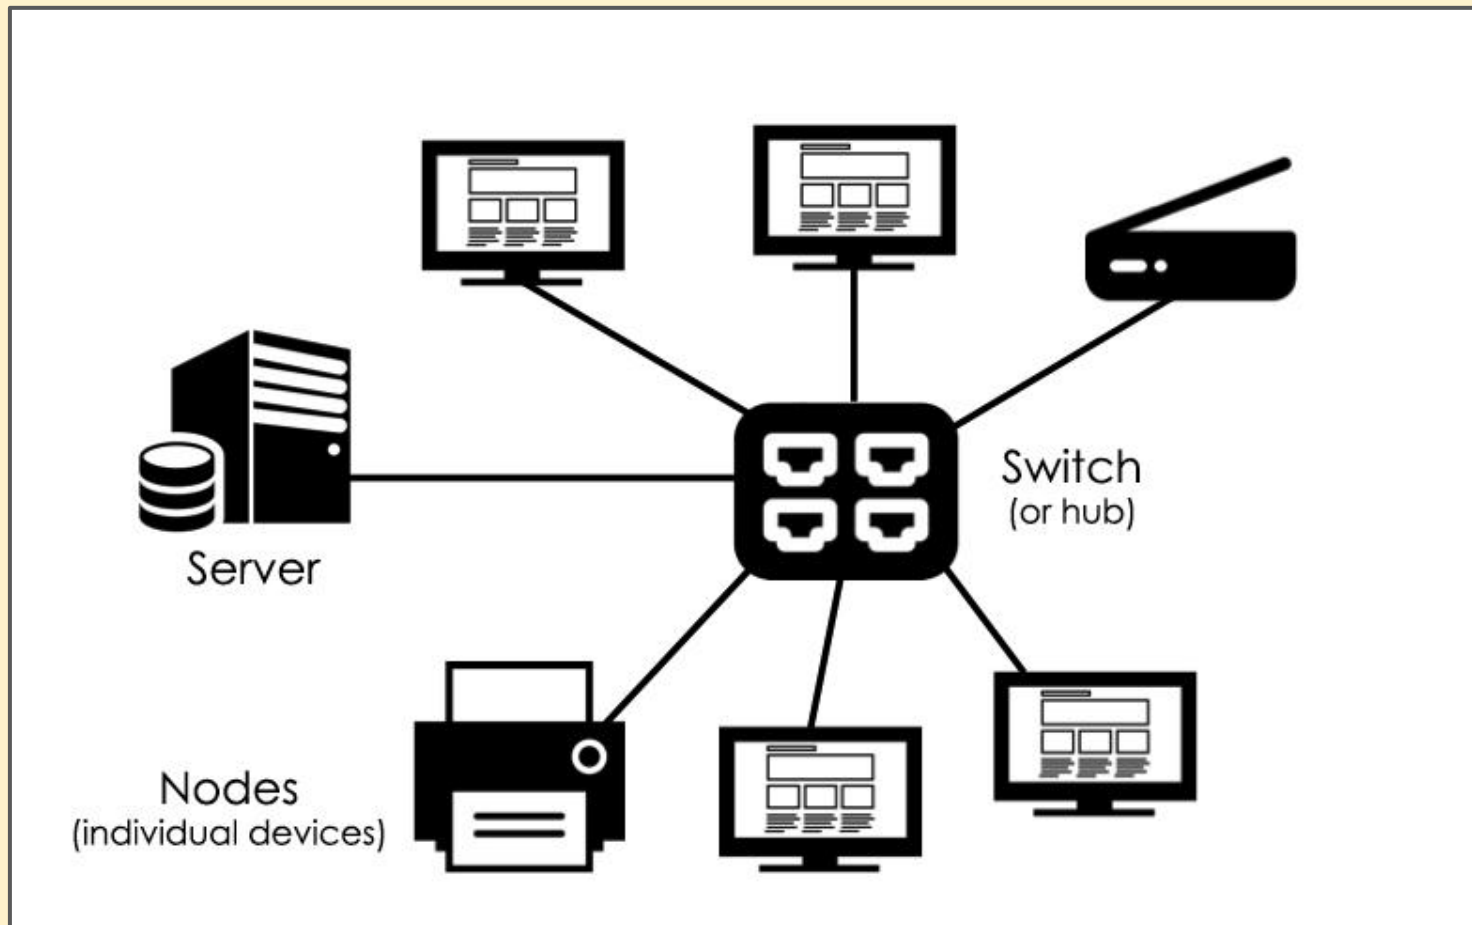 Switch
(or hub)
Server
Nodes
(individual devices)